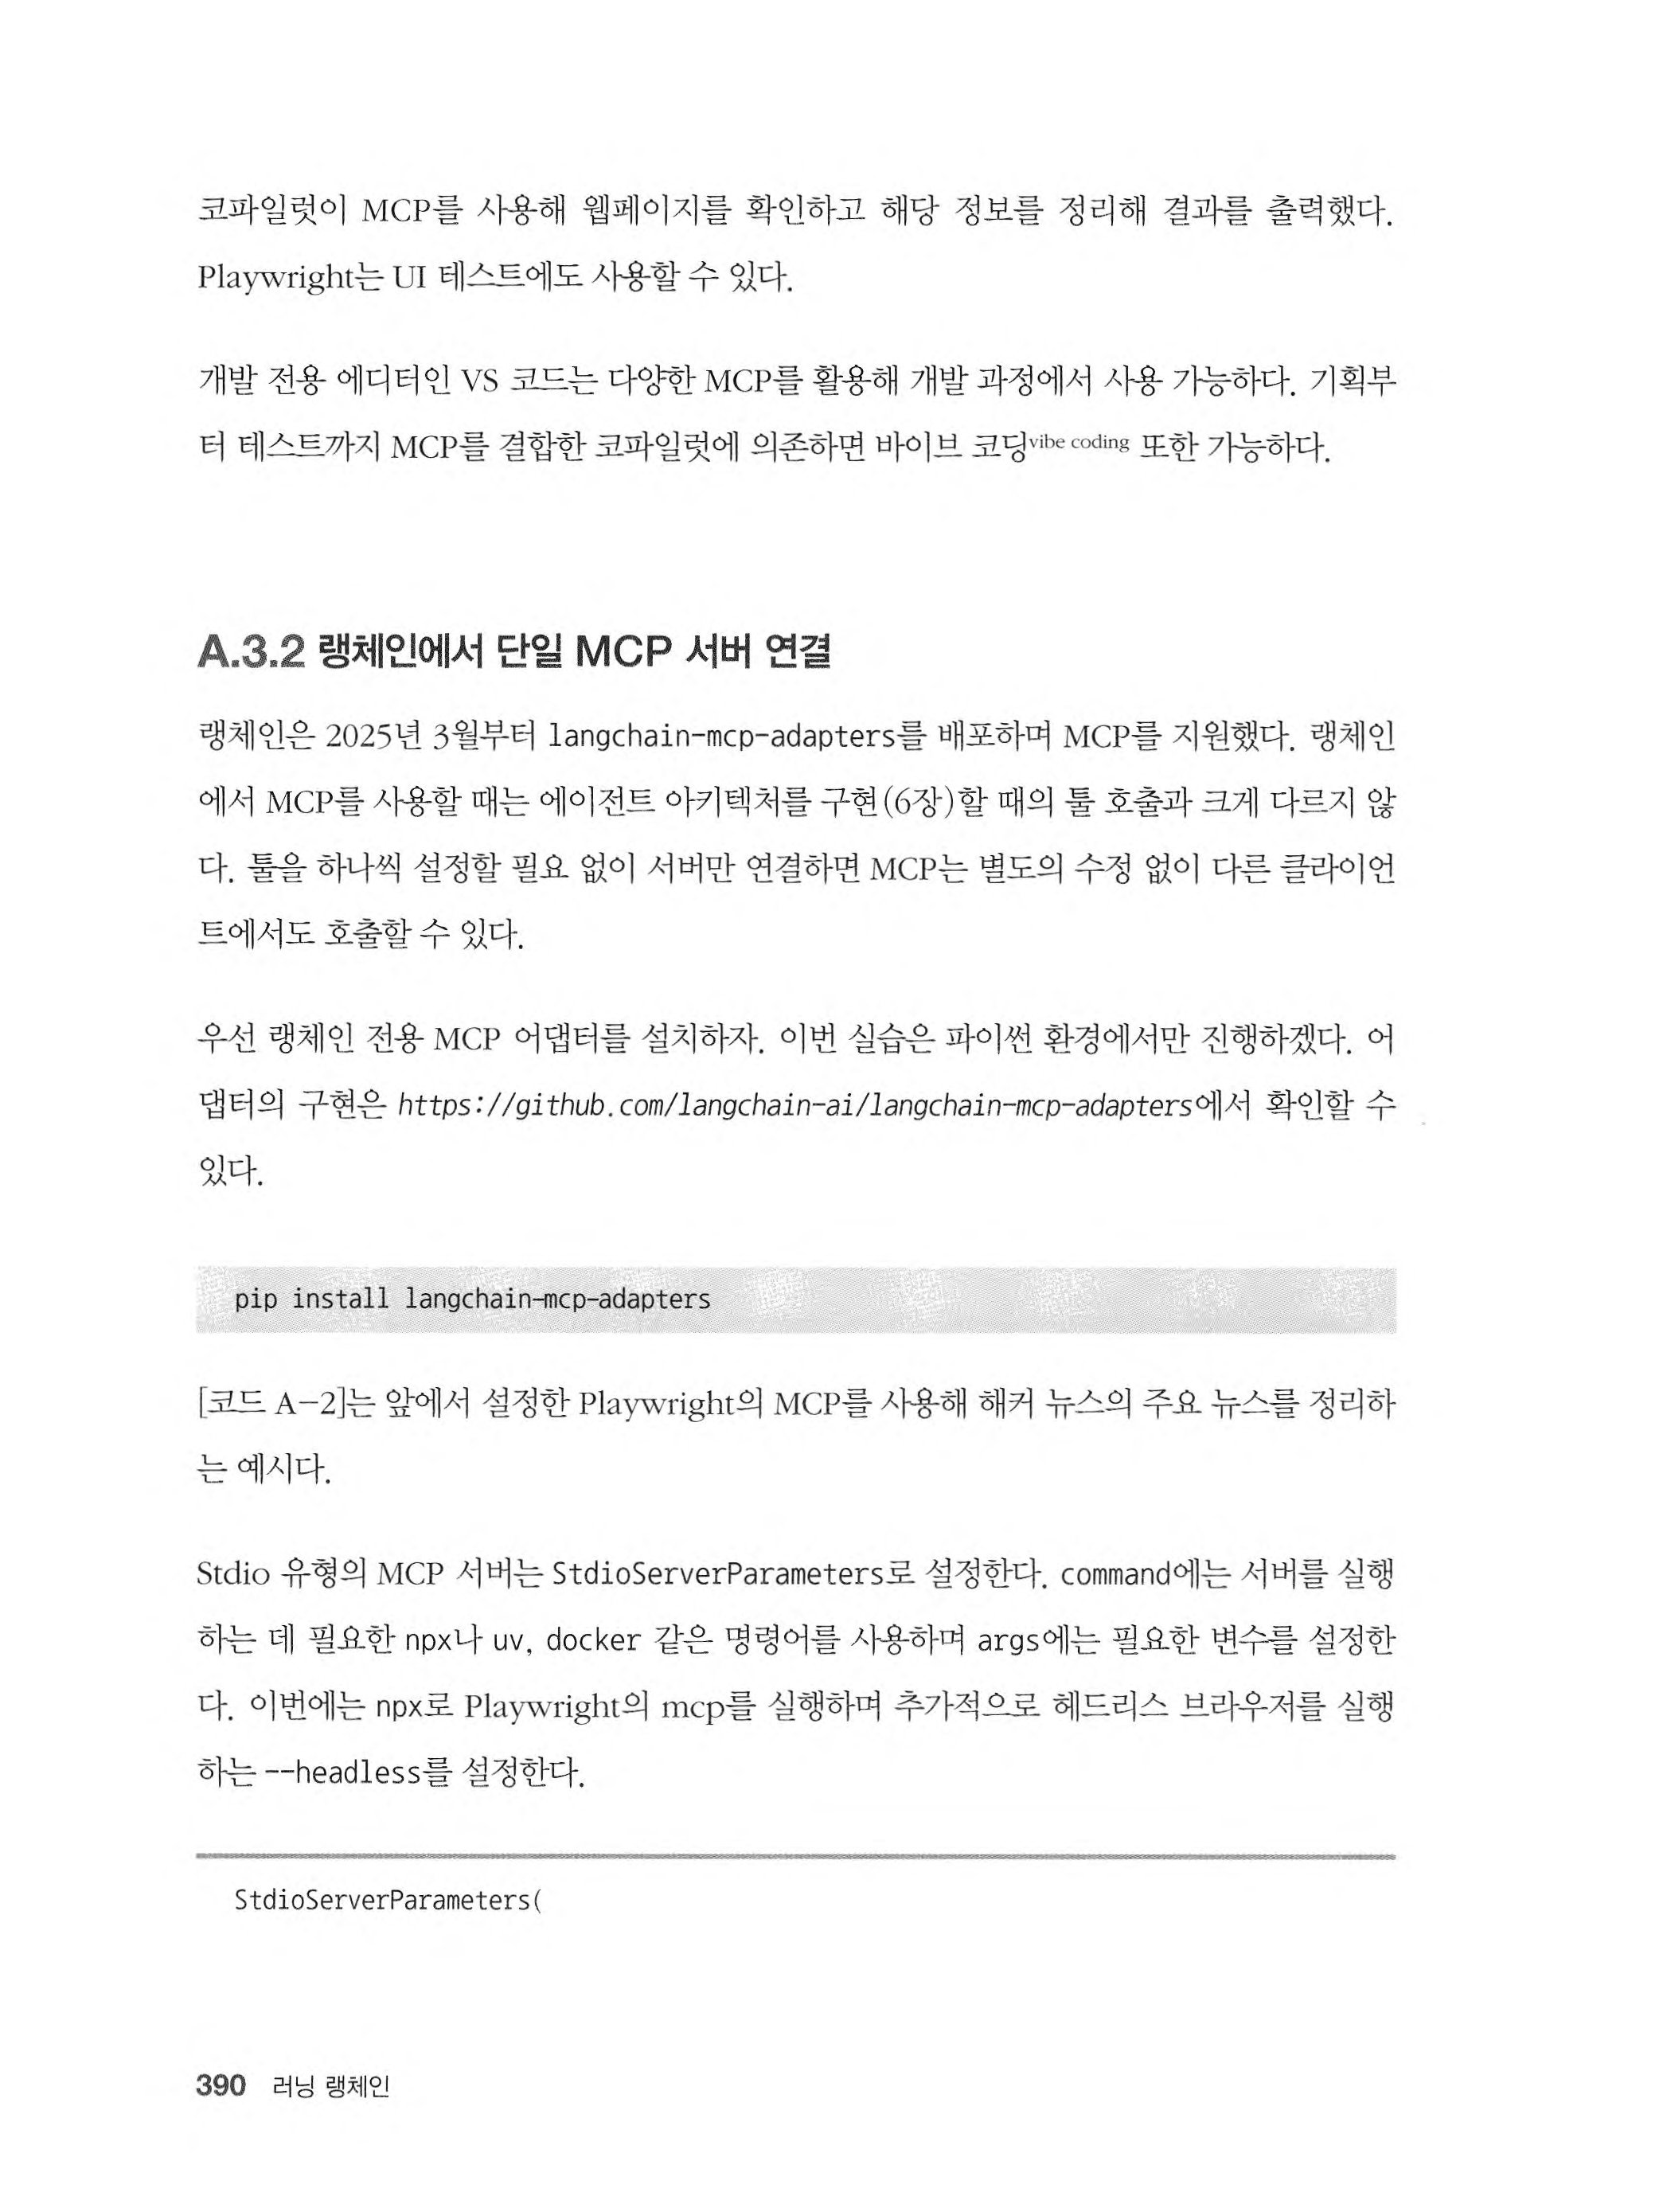 코파일럿이 MCP를 사용해 웹페이지를 확인하고 해당 정보를 정리해 결과를 출력했다.
Playwright는 UI 테스트에도 사용할 수 있다.
개발 전용 에디터인 VS 코드는 다양한 MCP를 활용해 개발 과정에서 사용 가능하다. 기획부
터 테스트까지 MCP를 결합한 코파일럿에 의존하면 바이브 코딩vibe coding 또한 가능하다.
A.3.2 랭체인에서 단일 MCP 서버 연결
랭체인은 2025년 3월부터 langchain-mcp-adapters를 배포하며 MCP를 지원했다. 랭체인
에서 MCP를 사용할 때는 에이전트 아키텍처를 구현(6장)할 때의 툴 호출과 크게 다르지 않
다. 툴을 하나씩 설정할 필요 없이 서버만 연결하면 MCP는 별도의 수정 없이 다른 클라이언
트에서도 호출할 수 있다.
우선 랭체인 전용 MCP 어댑터를 설치하자. 이번 실습은 파이썬 환경에서만 진행하겠다. 어
댑터의 구현은 https://github.com/langchain-ai/langchain-mcp-adapters에서 확인할 수
있다.
pip install langchain-mcp-adapters
[코드 A-2]는 앞에서 설정한 Playwright의 MCP를 사용해 해커 뉴스의 주요 뉴스를 정리하
는 예시다.
Stdio 유형의 MCP 서버는 StdioServerParameters로 설정한다. command에는 서버를 실행
하는 데 필요한 npx나 uv, docker 같은 명령어를 사용하며 args에는 필요한 변수를 설정한
다. 이번에는 npx로 Playwright의 mcp를 실행하며 추가적으로 헤드리스 브라우저를 실행
하는 --headless를 설정한다.
StdioServerParameters(
390 러닝 랭체인